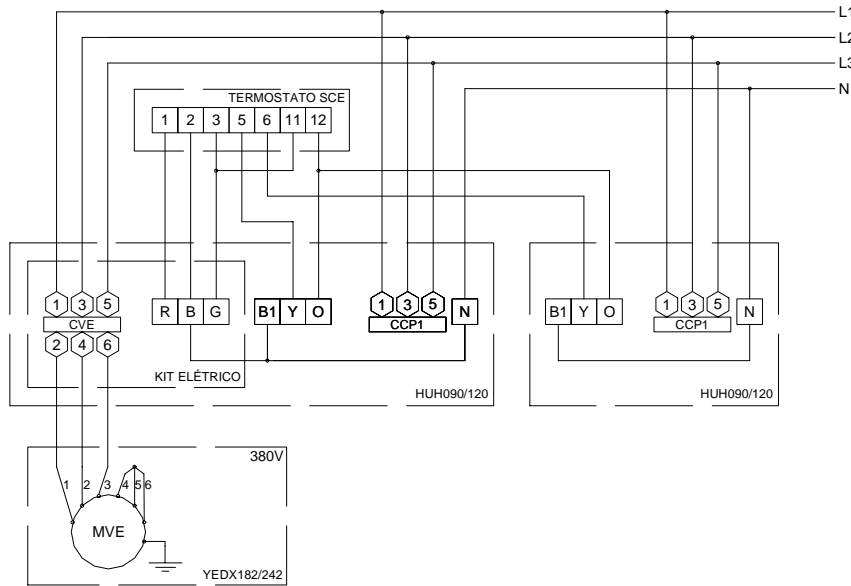 L1
L2
L3
N
TERMOSTATO SCE
1 2 3 5 6 11 12
1 3 5
CVE
2 4 6
R B G
B1 Y O
1 3 5
CCP1
N
KIT ELÉTRICO
HUH090/120
B1 Y O
1 3 5
CCP1
N
HUH090/120
380V
1 2 3 4 5 6
MVE
YEDX182/242